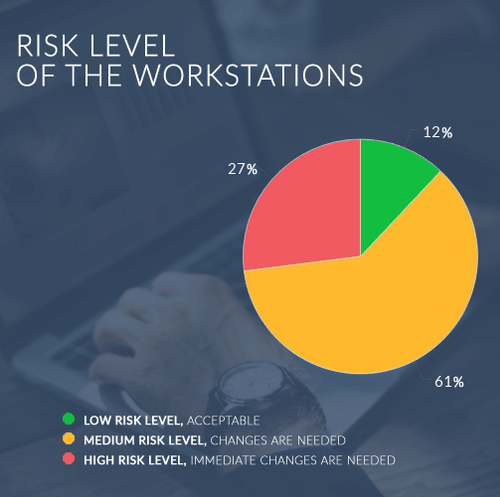 RISK LEVEL
OF THE WORKSTATIONS
12%
27%
61%
LOW RISK LEVEL, ACCEPTABLE
MEDIUM RISK LEVEL, CHANGES ARE NEEDED
HIGH RISK LEVEL, IMMEDIATE CHANGES ARE NEEDED